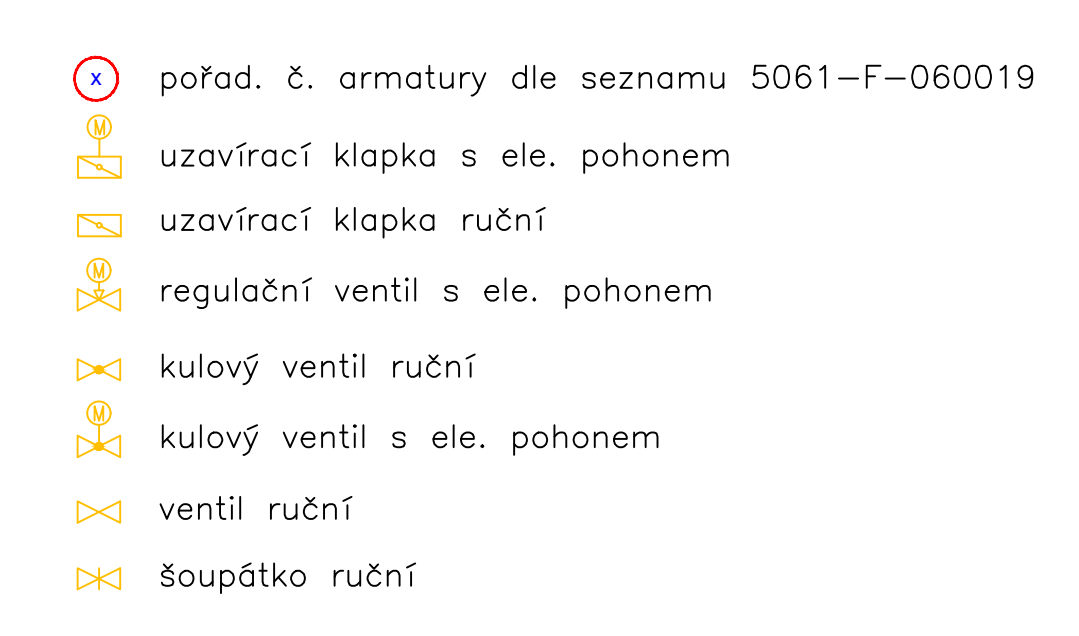 x pořad. č. armatury dle seznamu 5061-F-060019
M
uzavírací klapka s ele. pohonem
uzavírací klapka ruční
M
regulační ventil s ele. pohonem
kulový ventil ruční
M
kulový ventil s ele. pohonem
ventil ruční
šoupátko ruční